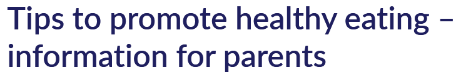 Tips to promote healthy eating –
information for parents